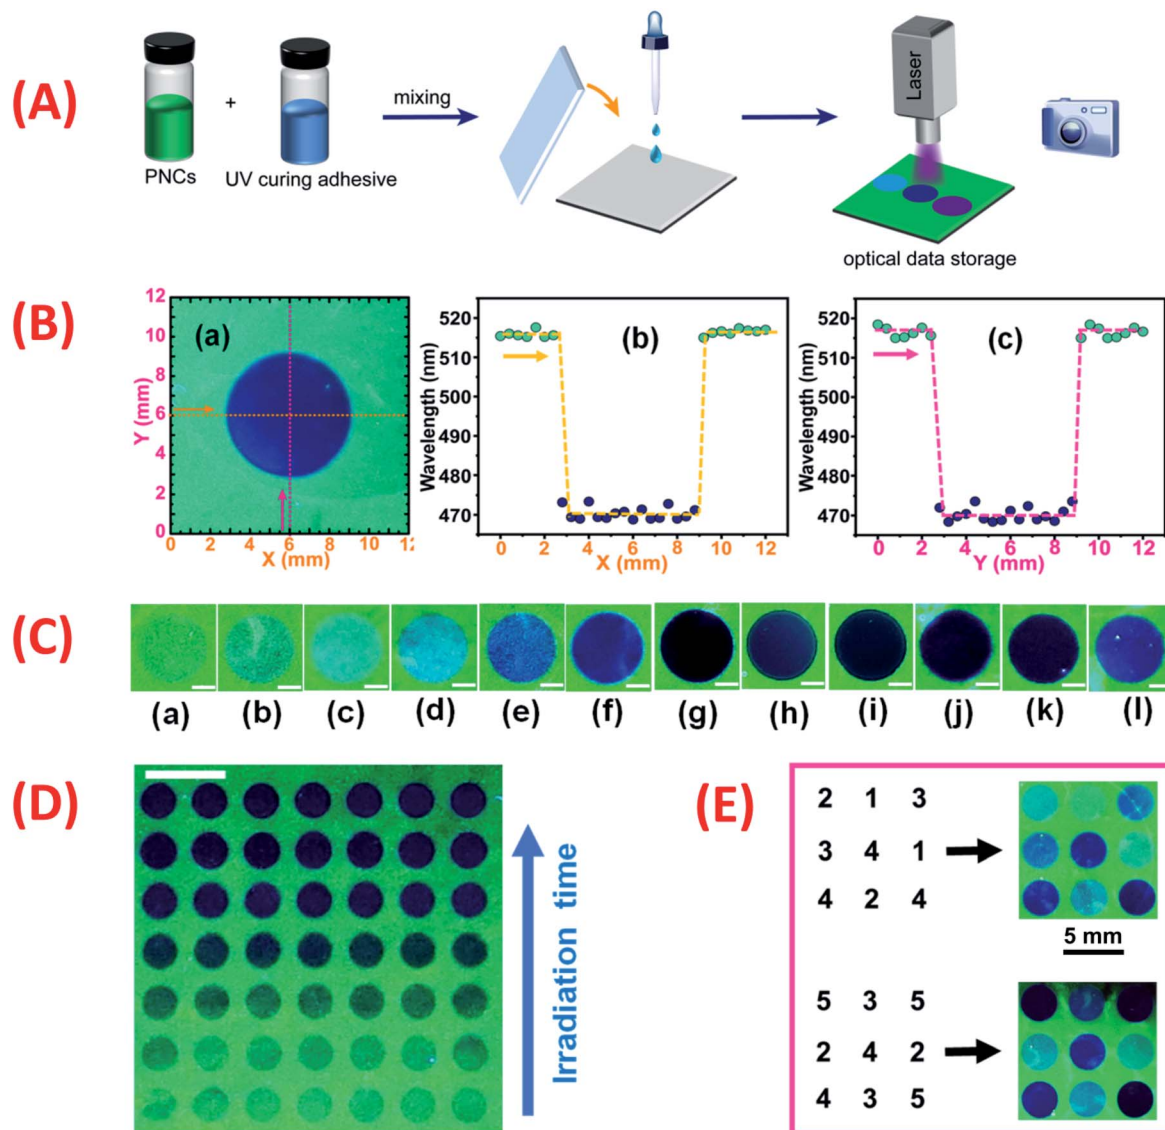 (A)
PNCs
+
UV curing adhesive
mixing
Laser
optical data storage
(B)
(a)
12
10
8
6
4
2
0
Y (mm)
0 2 4 6 8 10 12
X (mm)
(b)
520
510
500
490
480
470
Wavelength (nm)
0 2 4 6 8 10 12
X (mm)
(c)
520
510
500
490
480
470
Wavelength (nm)
0 2 4 6 8 10 12
Y (mm)
(C)
(a) (b) (c) (d) (e) (f) (g) (h) (i) (j) (k) (l)
(D)
Irradiation time
(E)
2 1 3
3 4 1
4 2 4
5 mm
5 3 5
2 4 2
4 3 5